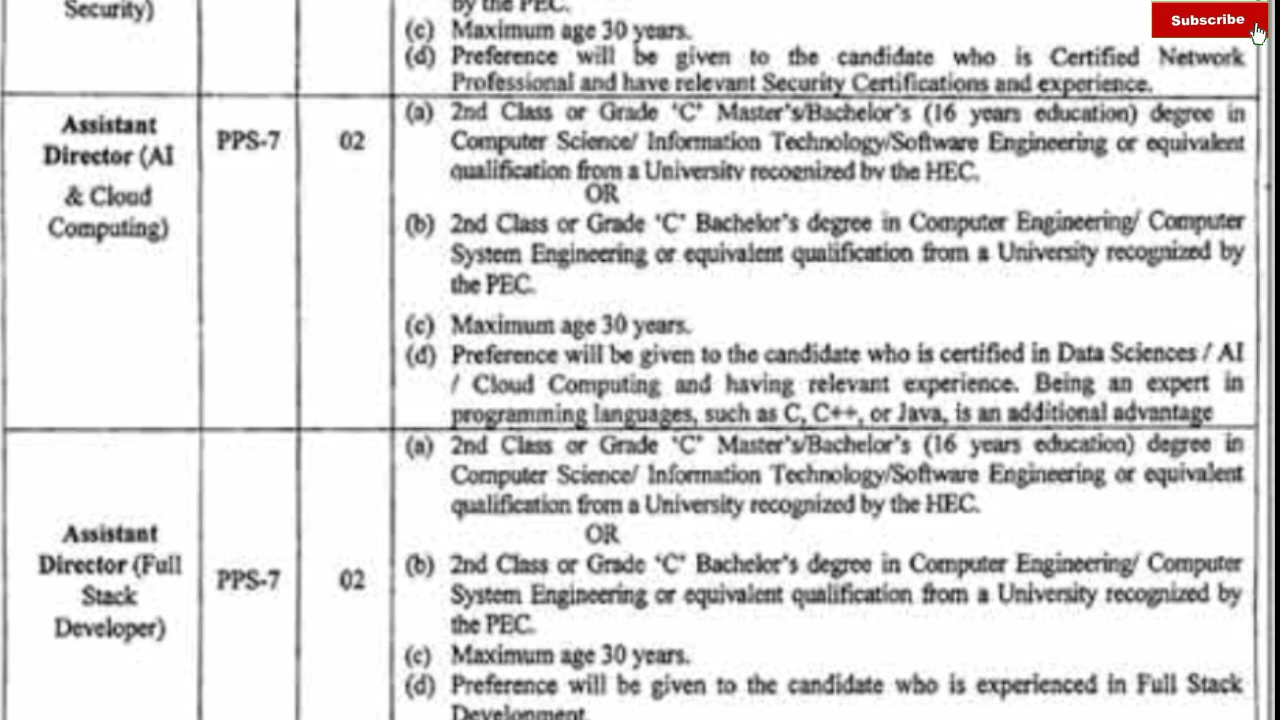 Security)
by the PEC.
Subscribe
(c) Maximum age 30 years.
(d) Preference will be given to the candidate who is Certified Network
Professional and have relevant Security Certifications and experience.
Assistant
Director (AI
& Cloud
Computing)
PPS-7
02
(a) 2nd Class or Grade 'C' Master's/Bachelor's (16 years education) degree in
Computer Science/ Information Technology/Software Engineering or equivalent
qualification from a University recognized by the HEC.
OR
(b) 2nd Class or Grade 'C' Bachelor's degree in Computer Engineering/ Computer
System Engineering or equivalent qualification from a University recognized by
the PEC.
(c) Maximum age 30 years.
(d) Preference will be given to the candidate who is certified in Data Sciences / AI
/ Cloud Computing and having relevant experience. Being an expert in
programming languages, such as C, C++, or Java, is an additional advantage
Assistant
Director (Full
Stack
Developer)
PPS-7
02
(a) 2nd Class or Grade 'C' Master's/Bachelor's (16 years education) degree in
Computer Science/ Information Technology/Software Engineering or equivalent
qualification from a University recognized by the HEC.
OR
(b) 2nd Class or Grade 'C' Bachelor's degree in Computer Engineering/ Computer
System Engineering or equivalent qualification from a University recognized by
the PEC.
(c) Maximum age 30 years.
(d) Preference will be given to the candidate who is experienced in Full Stack
Development.